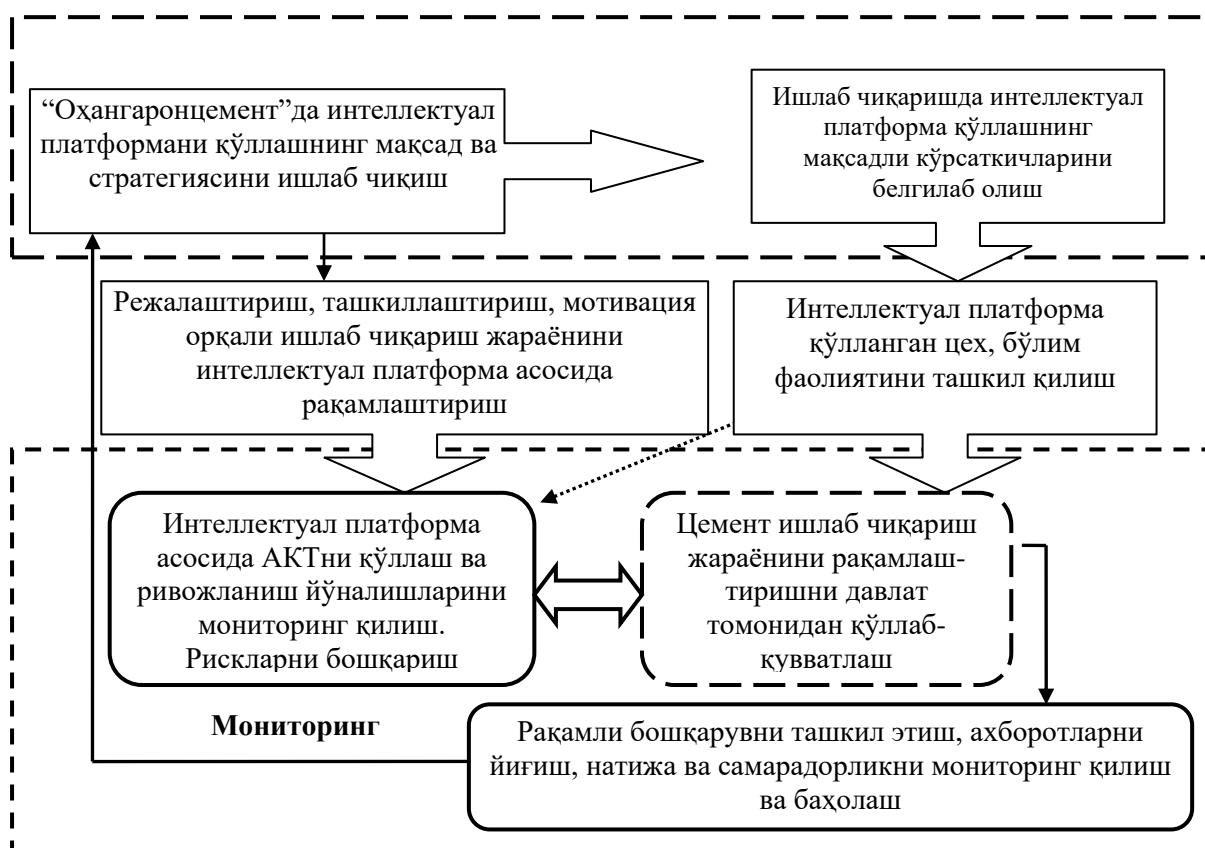 “Оҳангаронцемент”да интеллектуал
платформани қўллашнинг мақсад ва
стратегиясини ишлаб чиқиш
Ишлаб чиқаришда интеллектуал
платформа қўллашнинг
мақсадли кўрсаткичларини
белгилаб олиш
Режалаштириш, ташкиллаштириш, мотивация
орқали ишлаб чиқариш жараёнини
интеллектуал платформа асосида
рақамлаштириш
Интеллектуал платформа
қўлланган цех, бўлим
фаолиятини ташкил қилиш
Интеллектуал платформа
асосида АКТни қўллаш ва
ривожланиш йўналишларини
мониторинг қилиш.
Рискларни бошқариш
Цемент ишлаб чиқариш
жараёнини рақамлаш-
тиришни давлат
томонидан қўллаб-
қувватлаш
Мониторинг
Рақамли бошқарувни ташкил этиш, ахборотларни
йиғиш, натижа ва самарадорликни мониторинг қилиш
ва баҳолаш